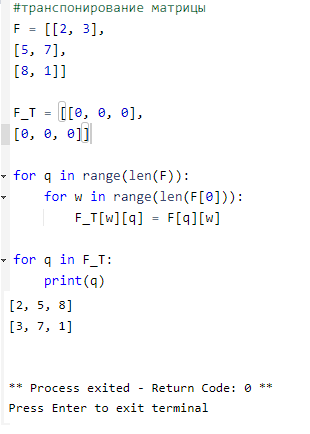 #транспонирование матрицы
F = [[2, 3],
[5, 7],
[8, 1]]
F_T = [[0, 0, 0],
[0, 0, 0]]
for q in range(len(F)):
    for w in range(len(F[0])):
        F_T[w][q] = F[q][w]
for q in F_T:
    print(q)
[2, 5, 8]
[3, 7, 1]
** Process exited - Return Code: 0 **
Press Enter to exit terminal